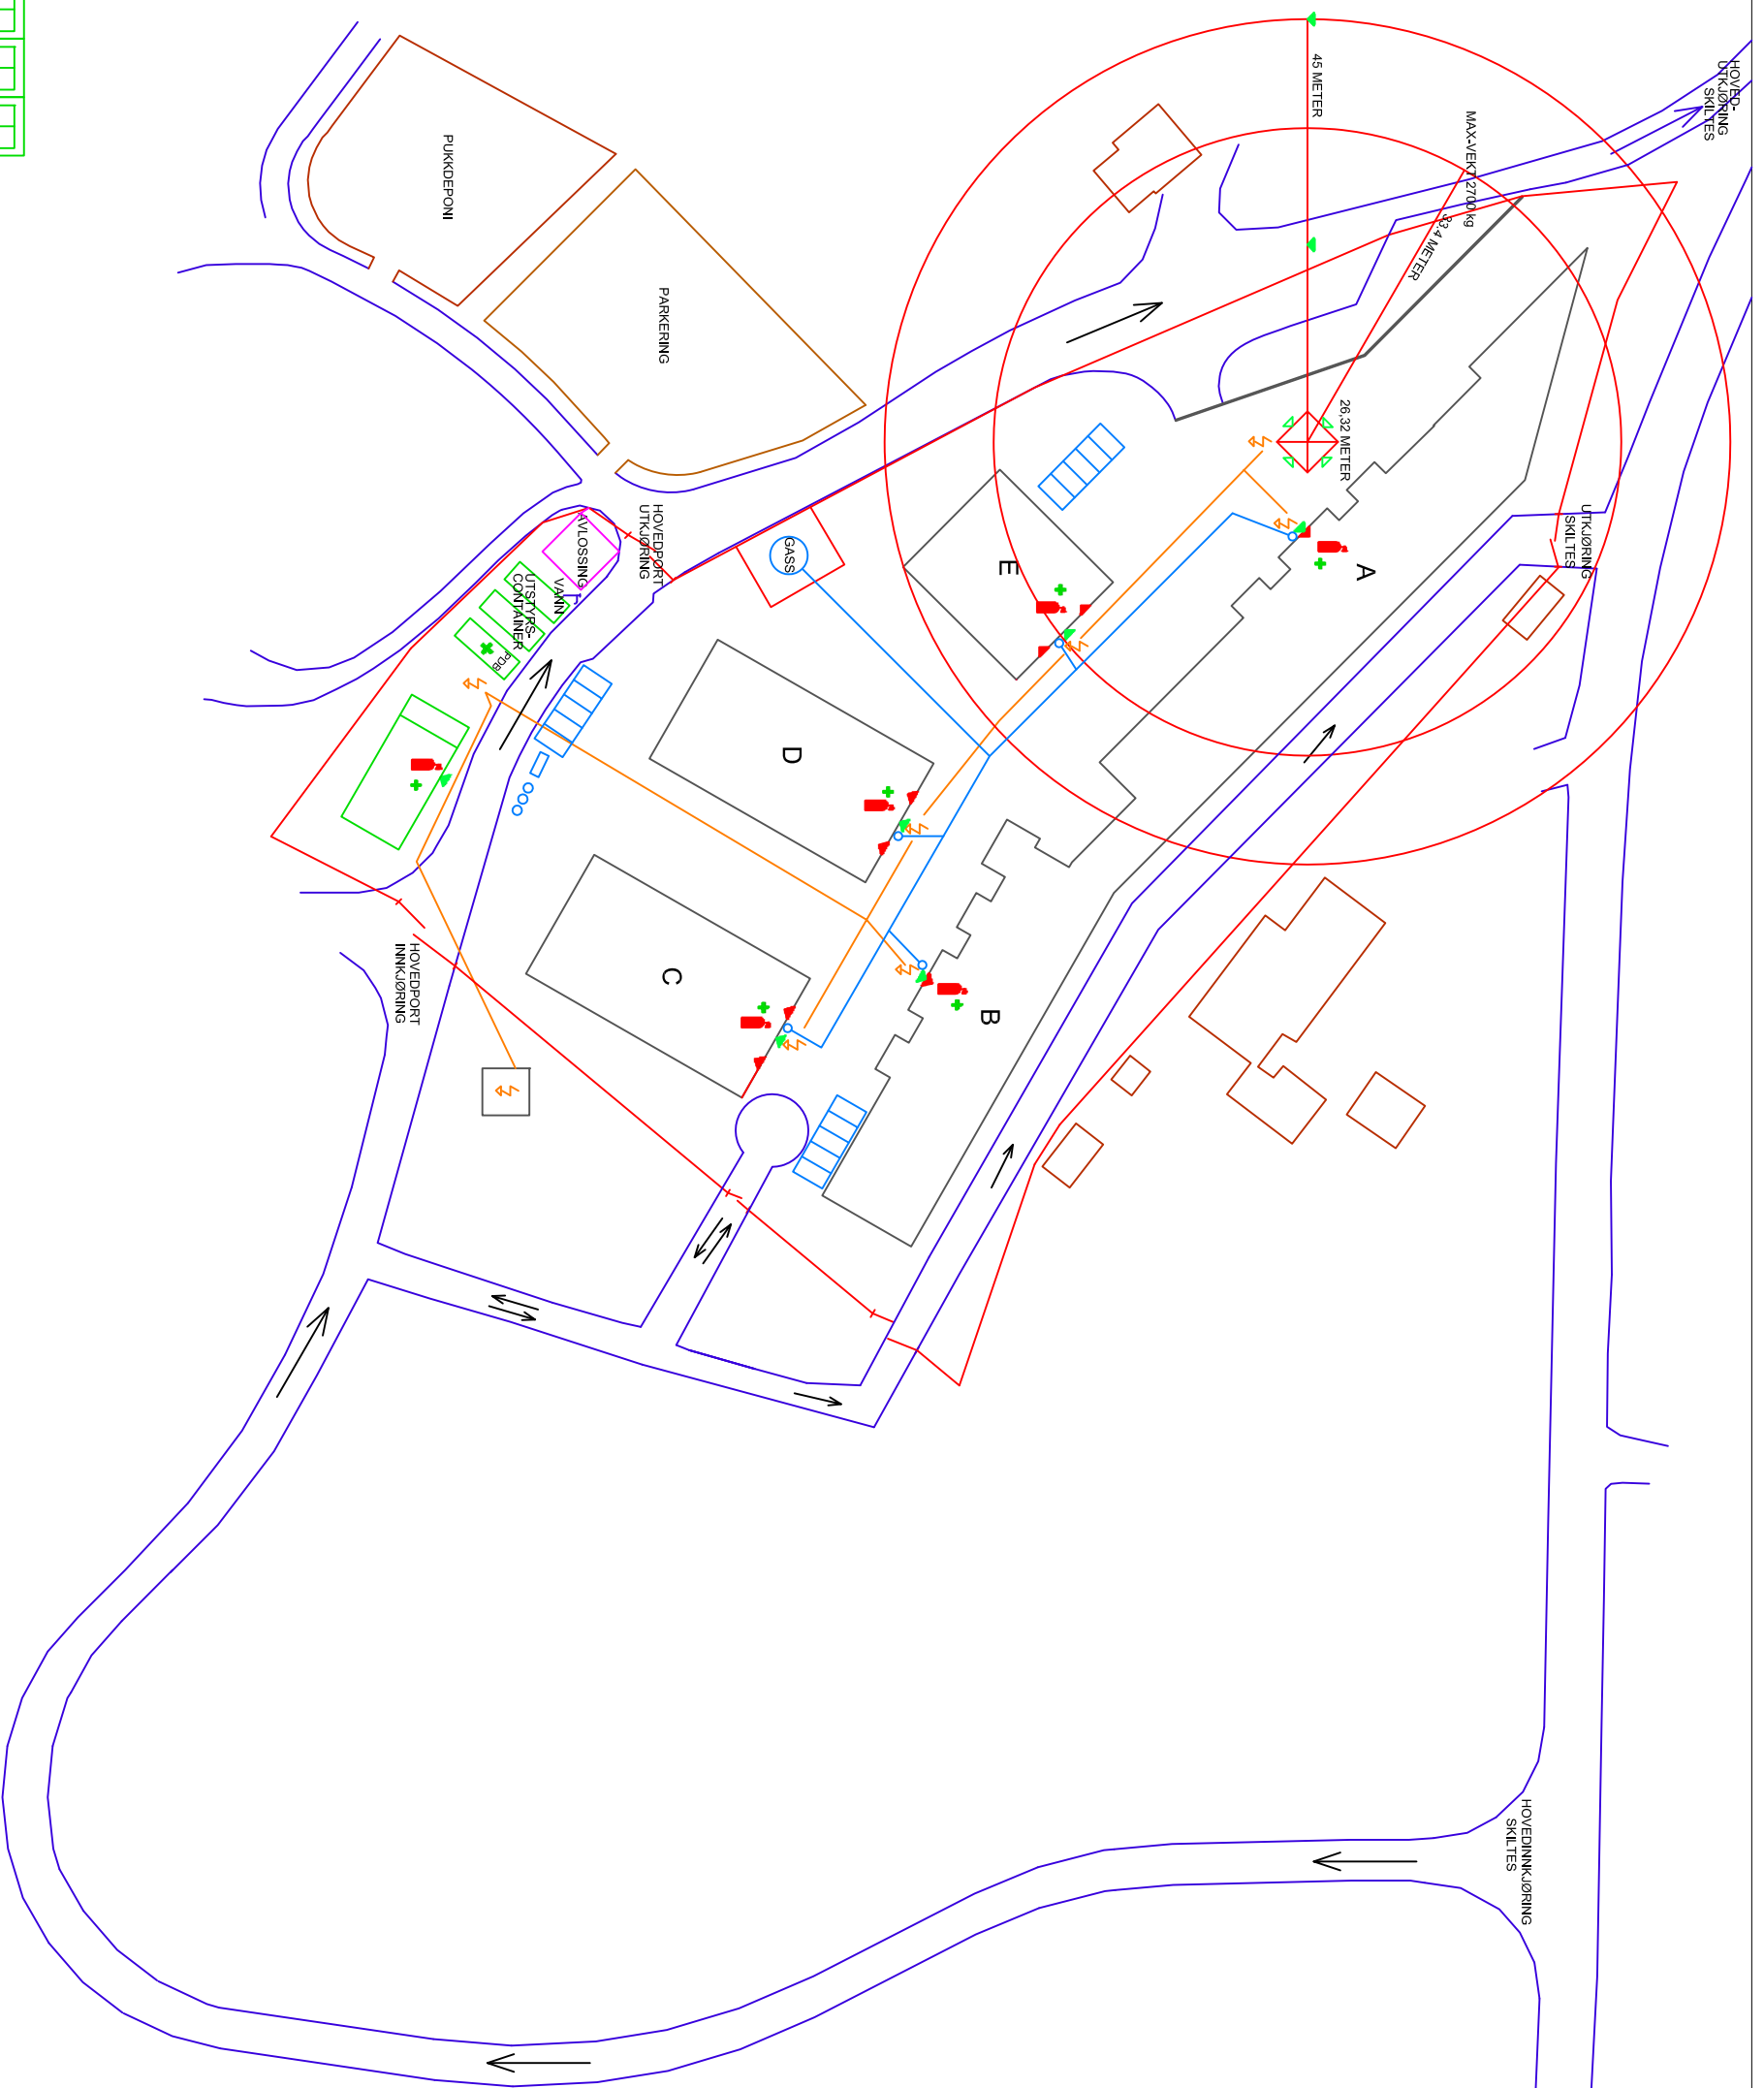 HOVED-
UTKJØRING
SKILTES
45 METER
MAX-VEKT 2700 kg
33,4 METER
26,32 METER
PUKKDEPONI
PARKERING
UTKJØRING
SKILTES
HOVEDPORT
UTKJØRING
GASS
AVLOSSING
VANN
UTSTYRS-
CONTAINER
PDB
A
E
D
C
B
HOVEDPORT
INNKJØRING
HOVEDINNKJØRING
SKILTES